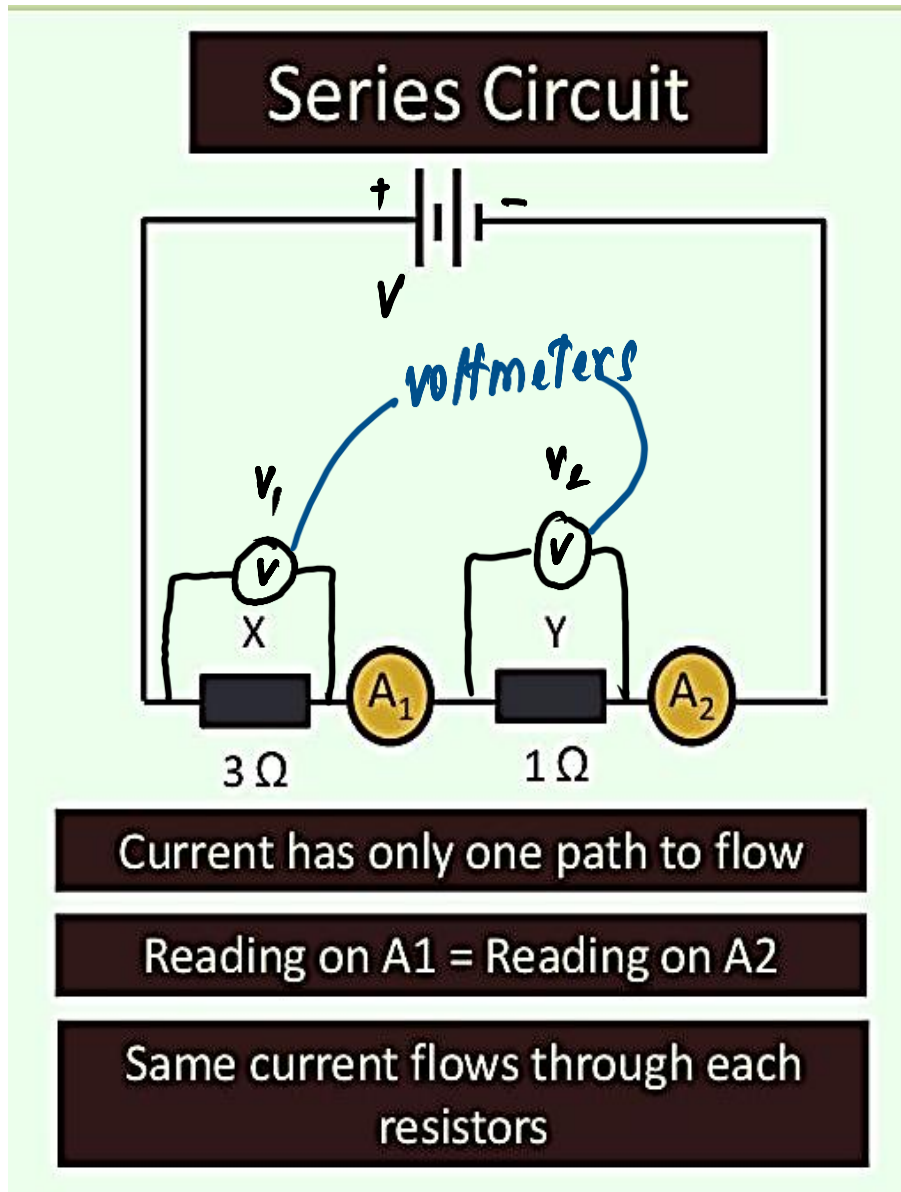 Series Circuit
+ -
V
voltmeters
V₁ V₂
V V
X Y
A₁ A₂
3 Ω 1 Ω
Current has only one path to flow
Reading on A1 = Reading on A2
Same current flows through each
resistors